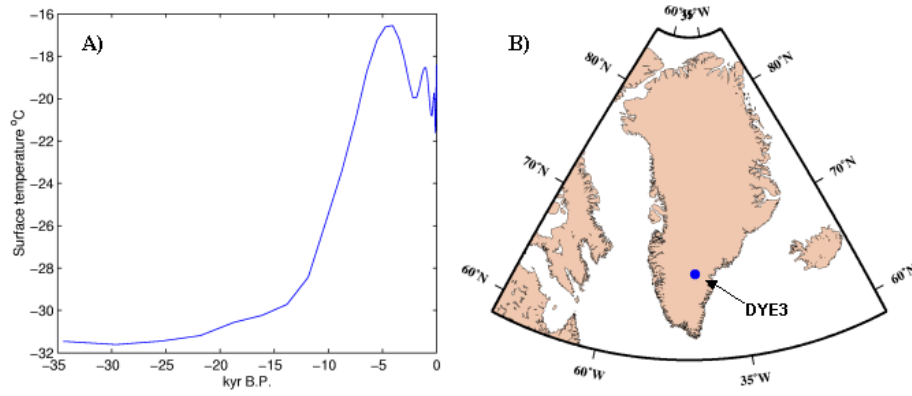 A)
−16
−18
−20
−22
−24
−26
−28
−30
−32
Surface temperature °C
−35 −30 −25 −20 −15 −10 −5 0
kyr B.P.
B)
60°W
35°W
80°N
80°N
70°N
70°N
60°N
60°N
DYE3
60°W
35°W